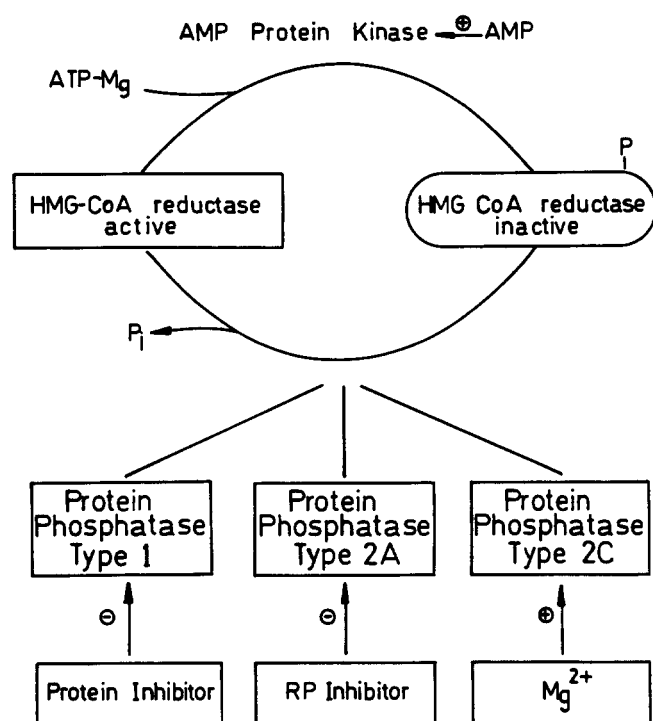 AMP Protein Kinase ⊕ AMP
ATP-Mg
P
HMG-CoA reductase
active
HMG CoA reductase
inactive
Pi
Protein
Phosphatase
Type 1
Protein
Phosphatase
Type 2A
Protein
Phosphatase
Type 2C
⊖
⊖
⊕
Protein Inhibitor
RP Inhibitor
Mg2+